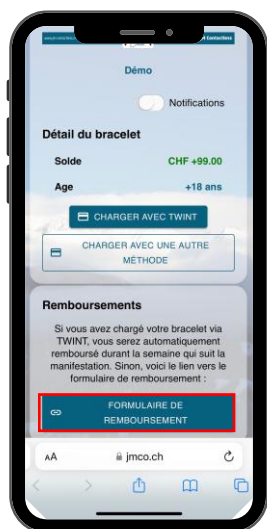 Contactless
Démo
Notifications
Détail du bracelet
Solde CHF +99.00
Age +18 ans
CHARGER AVEC TWINT
CHARGER AVEC UNE AUTRE
MÉTHODE
Remboursements
Si vous avez chargé votre bracelet via
TWINT, vous serez automatiquement
remboursé durant la semaine qui suit la
manifestation. Sinon, voici le lien vers le
formulaire de remboursement :
FORMULAIRE DE
REMBOURSEMENT
AA jmco.ch